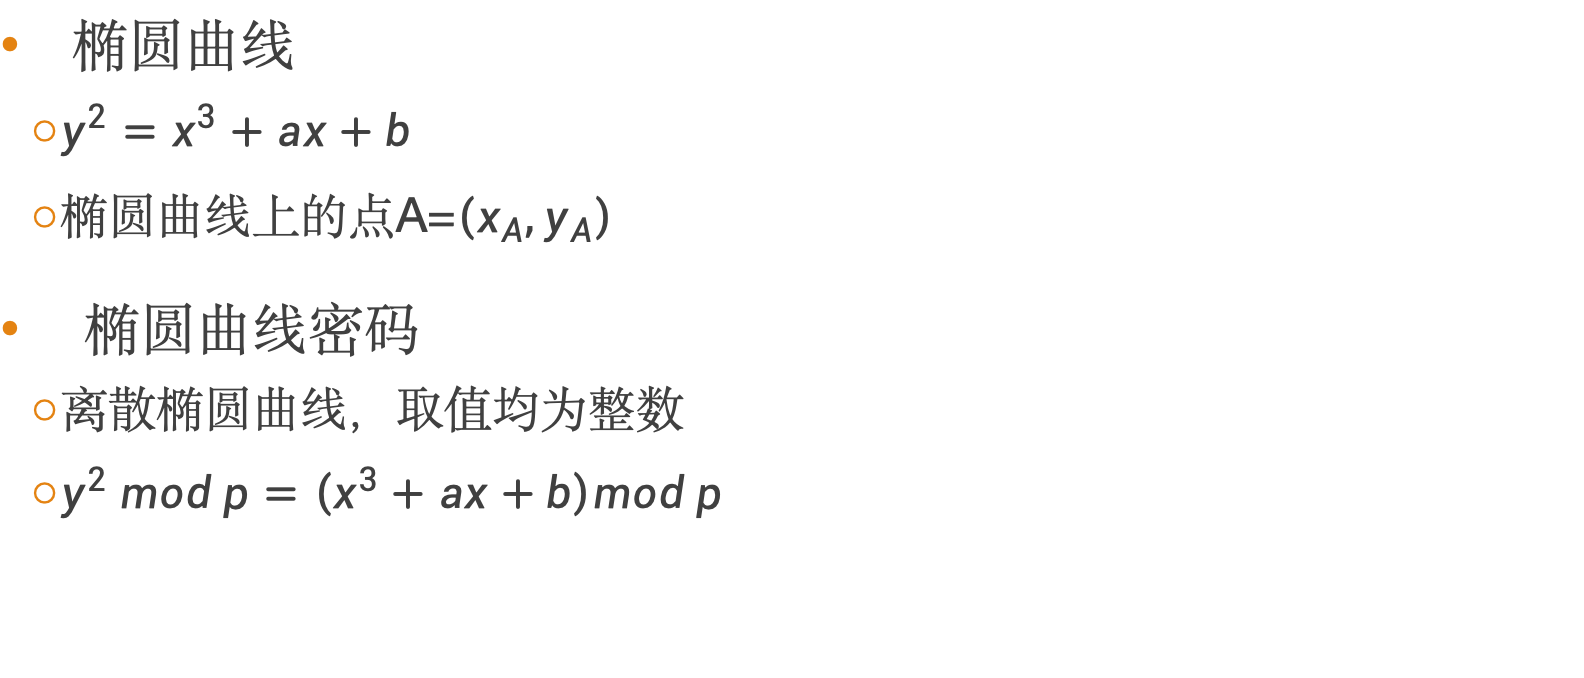 • 椭圆曲线
○y² = x³ + ax + b
○椭圆曲线上的点A=(x_A, y_A)
• 椭圆曲线密码
○离散椭圆曲线，取值均为整数
○y² mod p = (x³ + ax + b)mod p